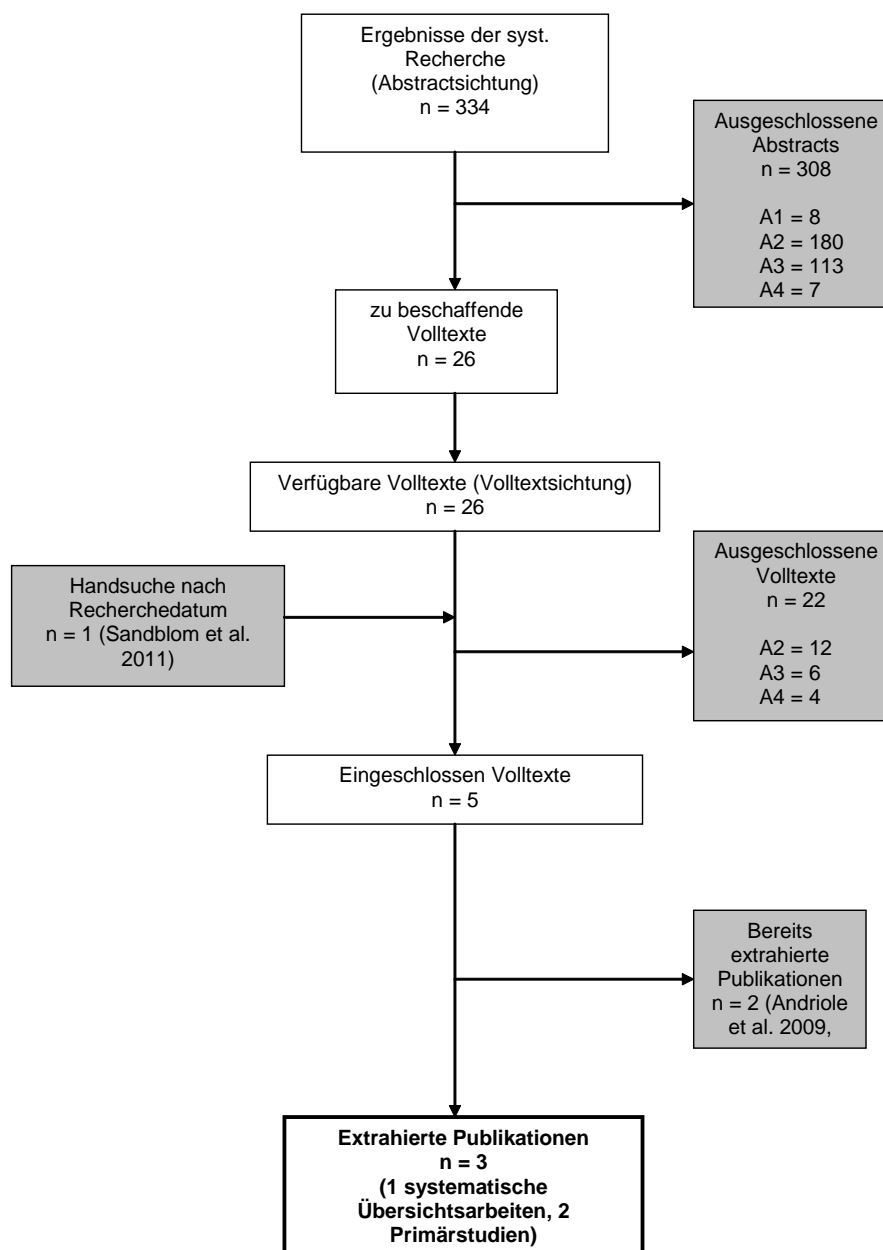 Ergebnisse der syst.
Recherche
(Abstractsichtung)
n = 334
Ausgeschlossene
Abstracts
n = 308
A1 = 8
A2 = 180
A3 = 113
A4 = 7
zu beschaffende
Volltexte
n = 26
Verfügbare Volltexte (Volltextsichtung)
n = 26
Handsuche nach
Recherchedatum
n = 1 (Sandblom et al.
2011)
Ausgeschlossene
Volltexte
n = 22
A2 = 12
A3 = 6
A4 = 4
Eingeschlossen Volltexte
n = 5
Bereits
extrahierte
Publikationen
n = 2 (Andriole
et al. 2009,
Extrahierte Publikationen
n = 3
(1 systematische
Übersichtsarbeiten, 2
Primärstudien)